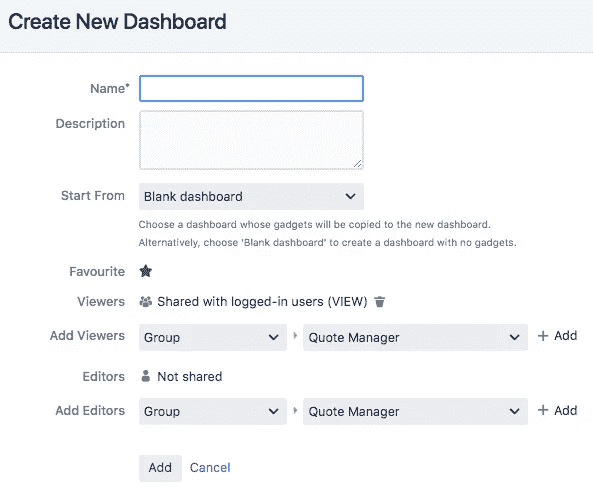 Create New Dashboard
Name*
Description
Start From Blank dashboard
Choose a dashboard whose gadgets will be copied to the new dashboard.
Alternatively, choose 'Blank dashboard' to create a dashboard with no gadgets.
Favourite
Viewers Shared with logged-in users (VIEW)
Add Viewers Group Quote Manager + Add
Editors Not shared
Add Editors Group Quote Manager + Add
Add Cancel